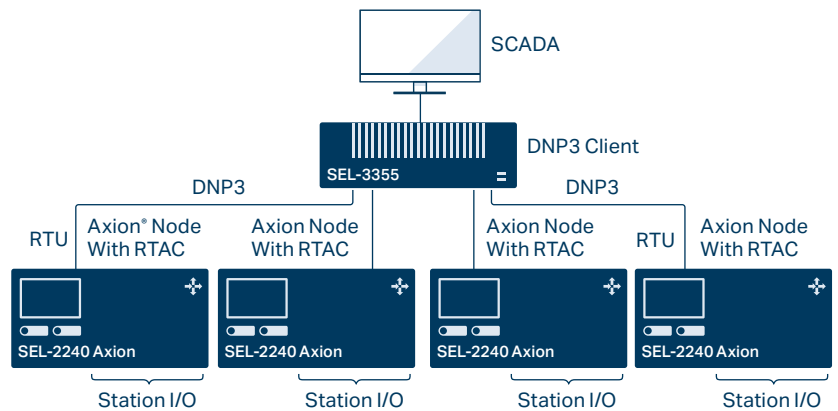 SCADA
DNP3 Client
SEL-3355
DNP3
DNP3
RTU
Axion® Node
With RTAC
Axion Node
With RTAC
Axion Node
With RTAC
RTU
Axion Node
With RTAC
SEL-2240 Axion
SEL-2240 Axion
SEL-2240 Axion
SEL-2240 Axion
Station I/O
Station I/O
Station I/O
Station I/O